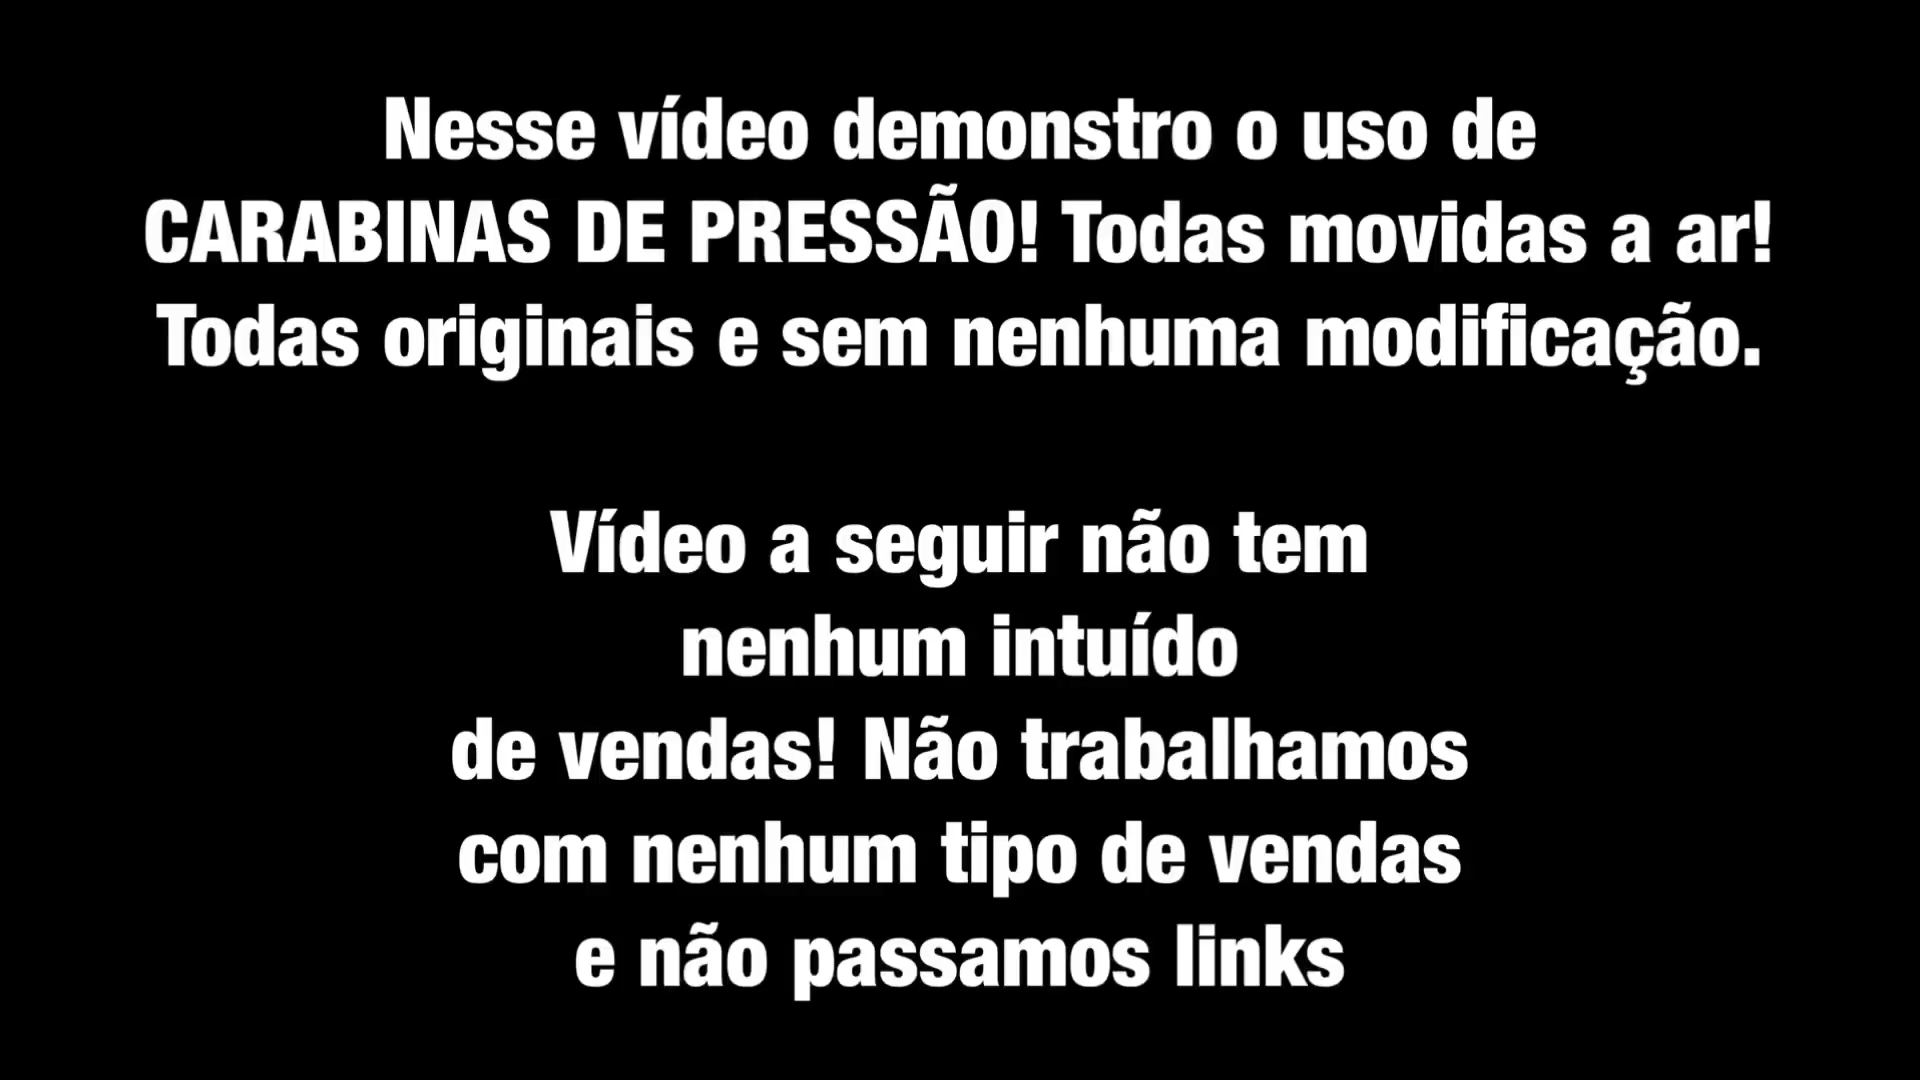 Nesse vídeo demonstro o uso de
CARABINAS DE PRESSÃO! Todas movidas a ar!
Todas originais e sem nenhuma modificação.
Vídeo a seguir não tem
nenhum intuído
de vendas! Não trabalhamos
com nenhum tipo de vendas
e não passamos links